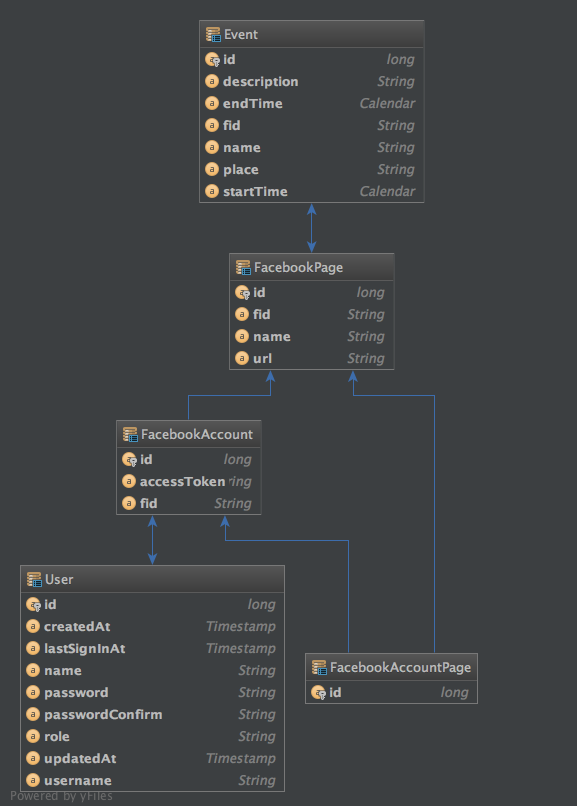 Event
id long
description String
endTime Calendar
fid String
name String
place String
startTime Calendar
FacebookPage
id long
fid String
name String
url String
FacebookAccount
id long
accessToken ring
fid String
User
id long
createdAt Timestamp
lastSignInAt Timestamp
name String
password String
passwordConfirm String
role String
updatedAt Timestamp
username String
FacebookAccountPage
id long
Powered by yFiles